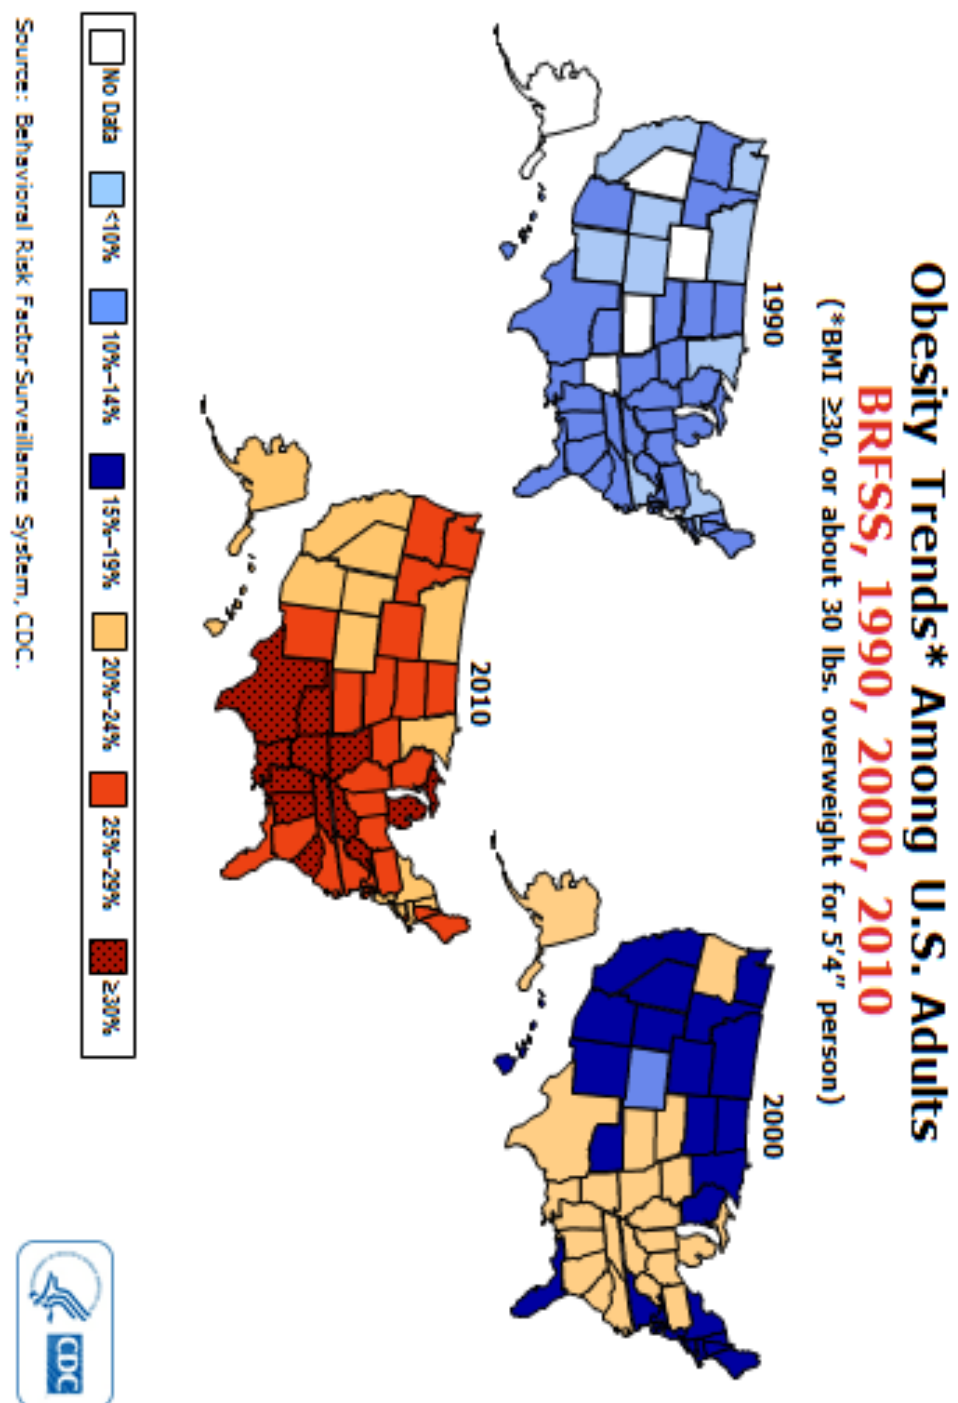 Obesity Trends* Among U.S. Adults
BRFSS, 1990, 2000, 2010
(*BMI ≥30, or about 30 lbs. overweight for 5'4" person)
1990
2000
2010
No Data
<10%
10%–14%
15%–19%
20%–24%
25%–29%
≥30%
Source: Behavioral Risk Factor Surveillance System, CDC.
CDC